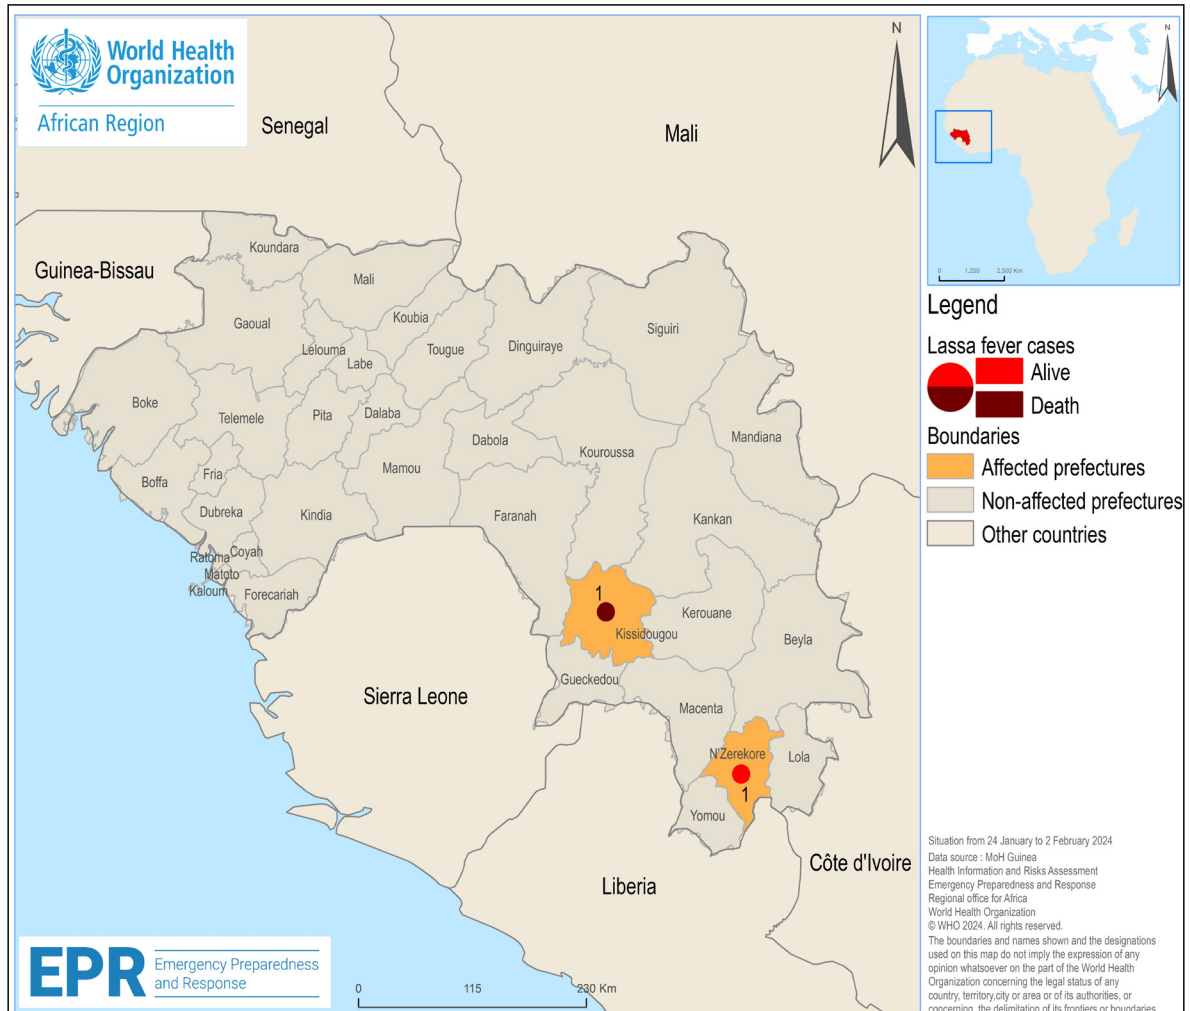 World Health
Organization
African Region
N
Senegal
Mali
Guinea-Bissau
Koundara
Mali
Koubia
Gaoual
Lelouma
Labe
Tougue
Dinguiraye
Siguiri
Boke
Telemele
Pita
Dalaba
Dabola
Mandiana
Kouroussa
Mamou
Fria
Boffa
Dubreka
Kindia
Faranah
Kankan
Ratoma
Coyah
Matoto
Kaloum
Forecariah
1
Kissidougou
Kerouane
Beyla
Gueckedou
Sierra Leone
Macenta
N'Zerekore
Lola
1
Yomou
Côte d'Ivoire
Liberia
EPR
Emergency Preparedness
and Response
0 115 230 Km
N
0 1,250 2,500 Km
Legend
Lassa fever cases
Alive
Death
Boundaries
Affected prefectures
Non-affected prefectures
Other countries
Situation from 24 January to 2 February 2024
Data source : MoH Guinea
Health Information and Risks Assessment
Emergency Preparedness and Response
Regional office for Africa
World Health Organization
© WHO 2024. All rights reserved.
The boundaries and names shown and the designations
used on this map do not imply the expression of any
opinion whatsoever on the part of the World Health
Organization concerning the legal status of any
country, territory,city or area or of its authorities, or
concerning, the delimitation of its frontiers or boundaries